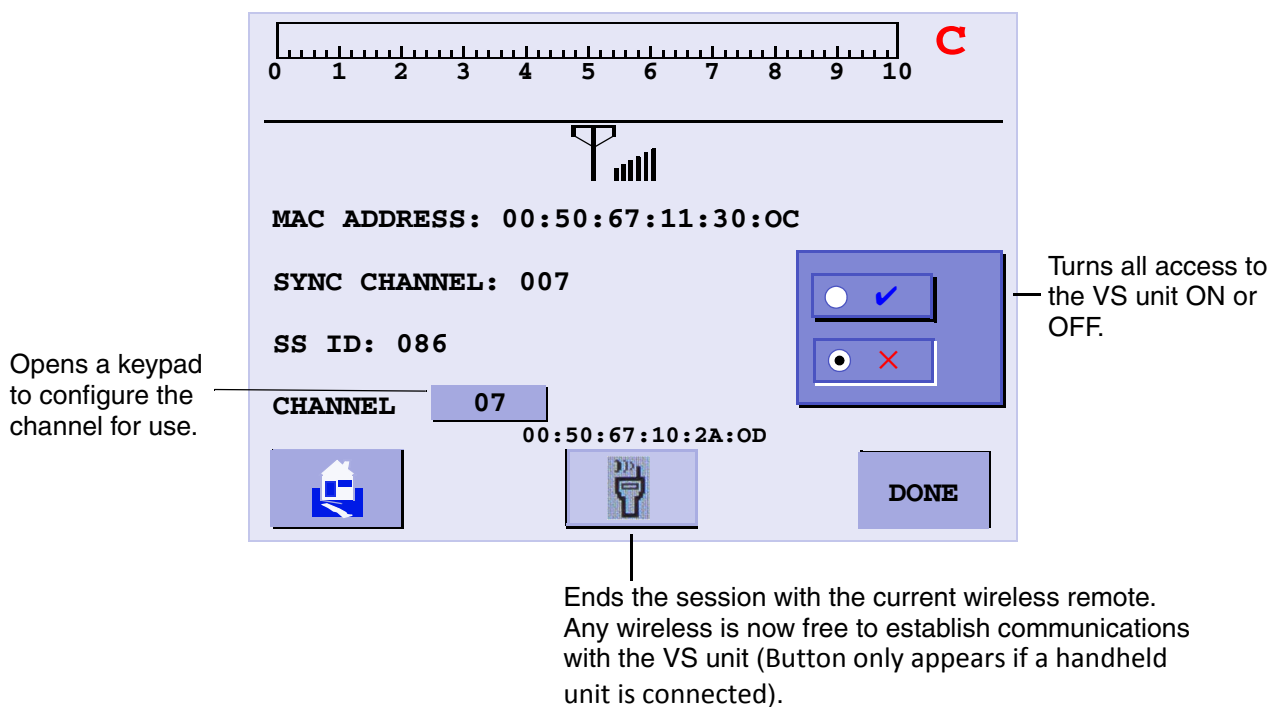 C
0 1 2 3 4 5 6 7 8 9 10
MAC ADDRESS: 00:50:67:11:30:OC
SYNC CHANNEL: 007
SS ID: 086
CHANNEL 07
00:50:67:10:2A:OD
DONE
Turns all access to
the VS unit ON or
OFF.
Opens a keypad
to configure the
channel for use.
Ends the session with the current wireless remote.
Any wireless is now free to establish communications
with the VS unit (Button only appears if a handheld
unit is connected).